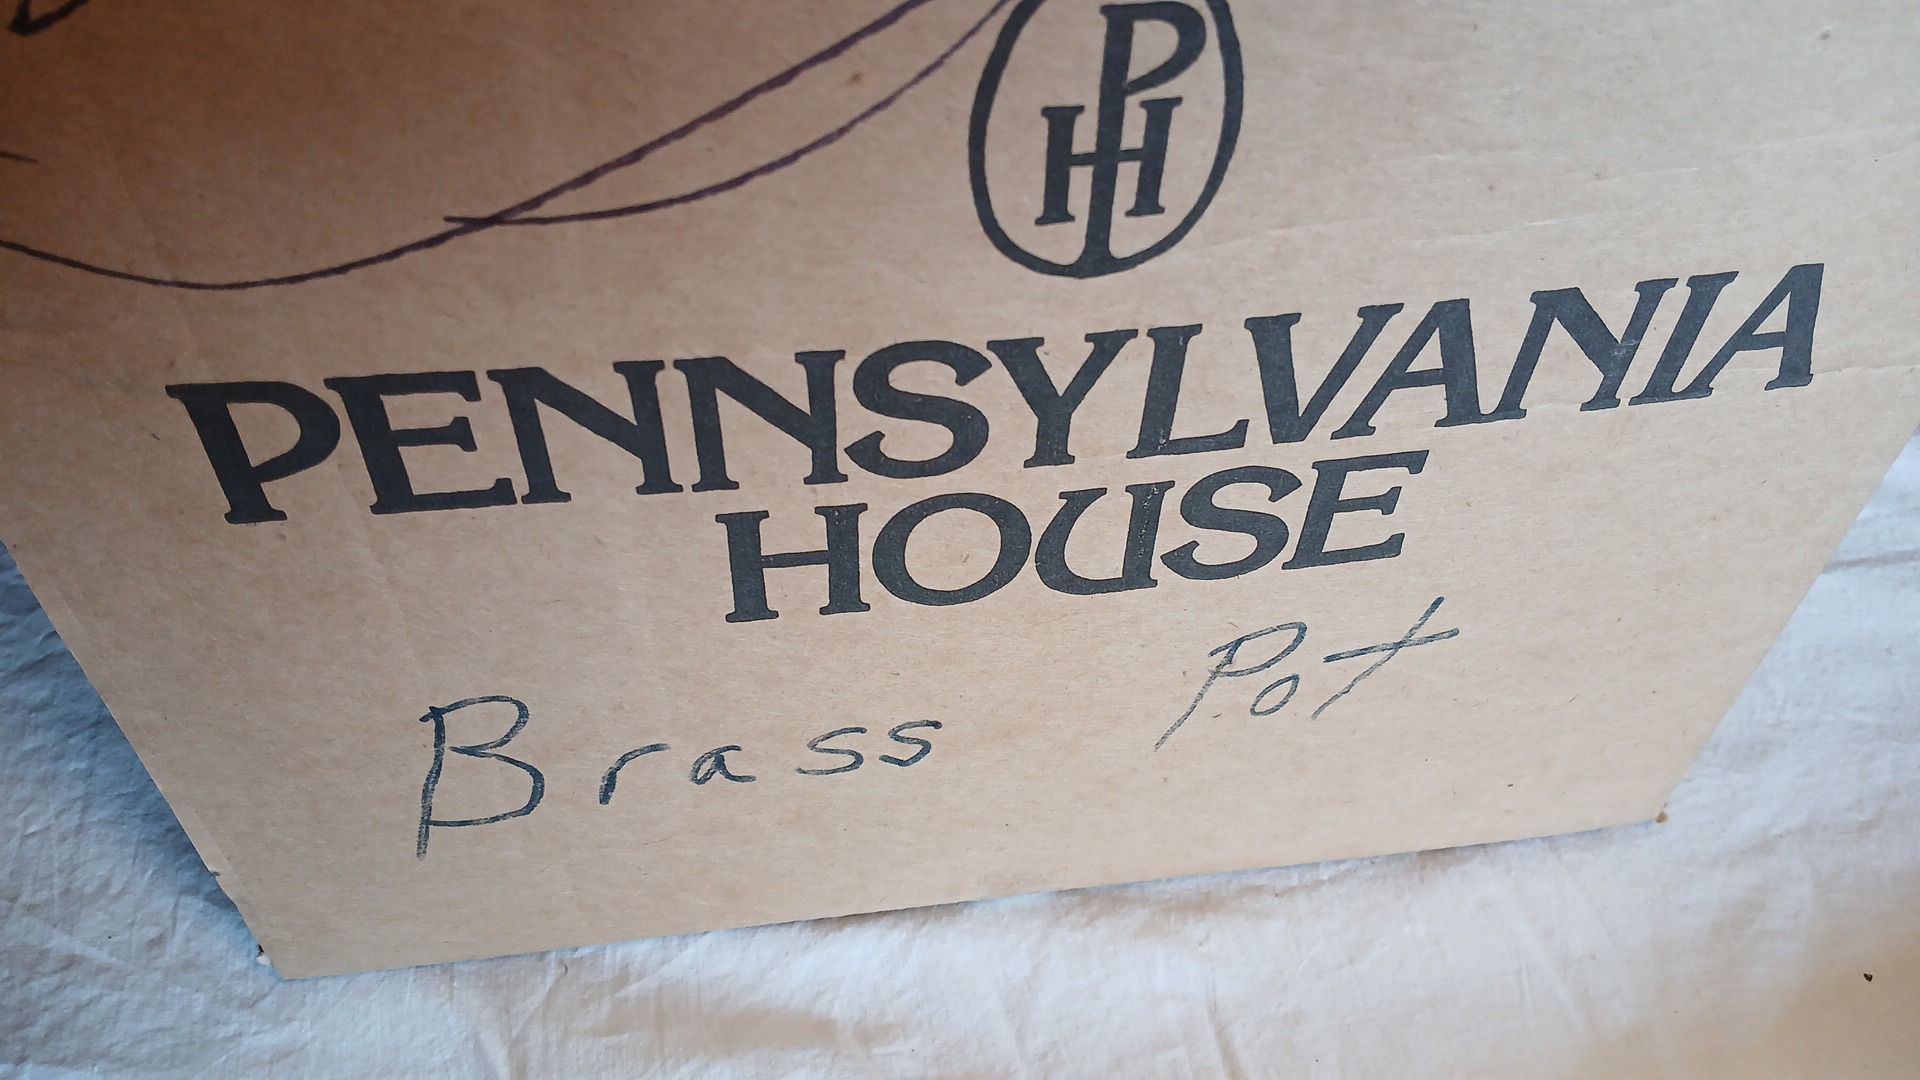 PH
PENNSYLVANIA
HOUSE
Brass Pot